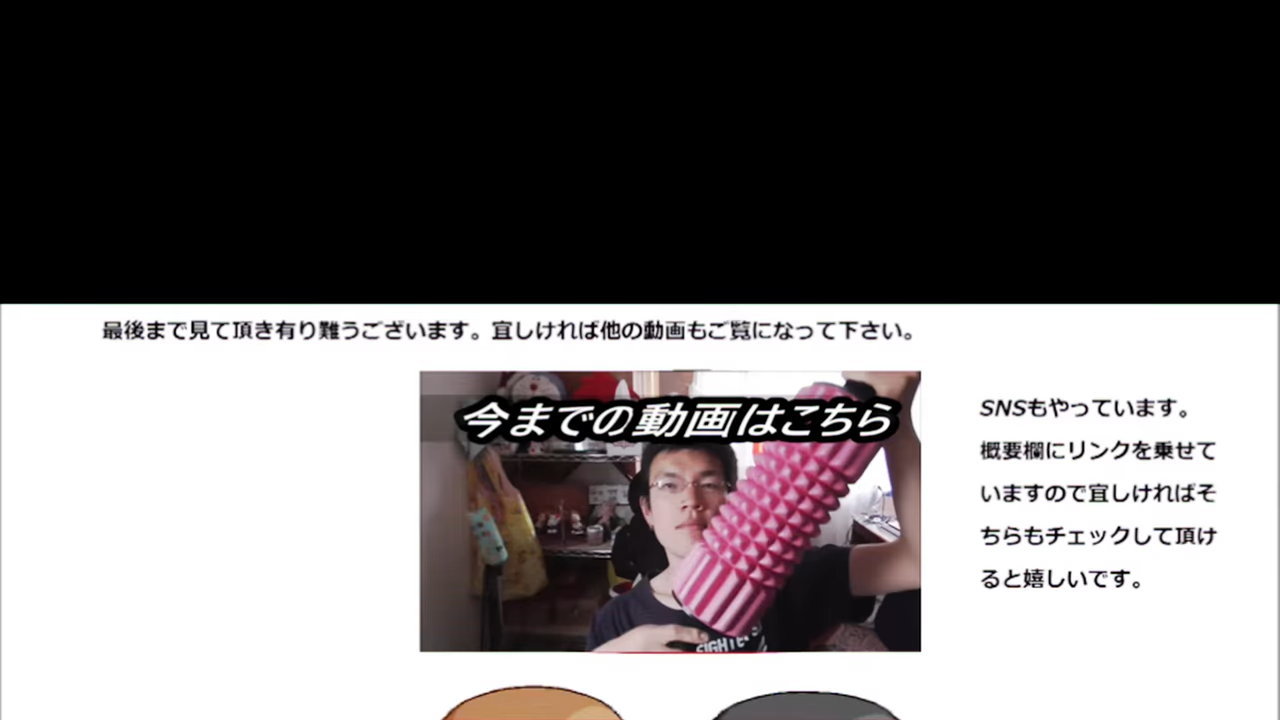 最後まで見て頂き有り難うございます。宜しければ他の動画もご覧になって下さい。
今までの動画はこちら
SNSもやっています。
概要欄にリンクを乗せて
いますので宜しければそ
ちらもチェックして頂け
ると嬉しいです。